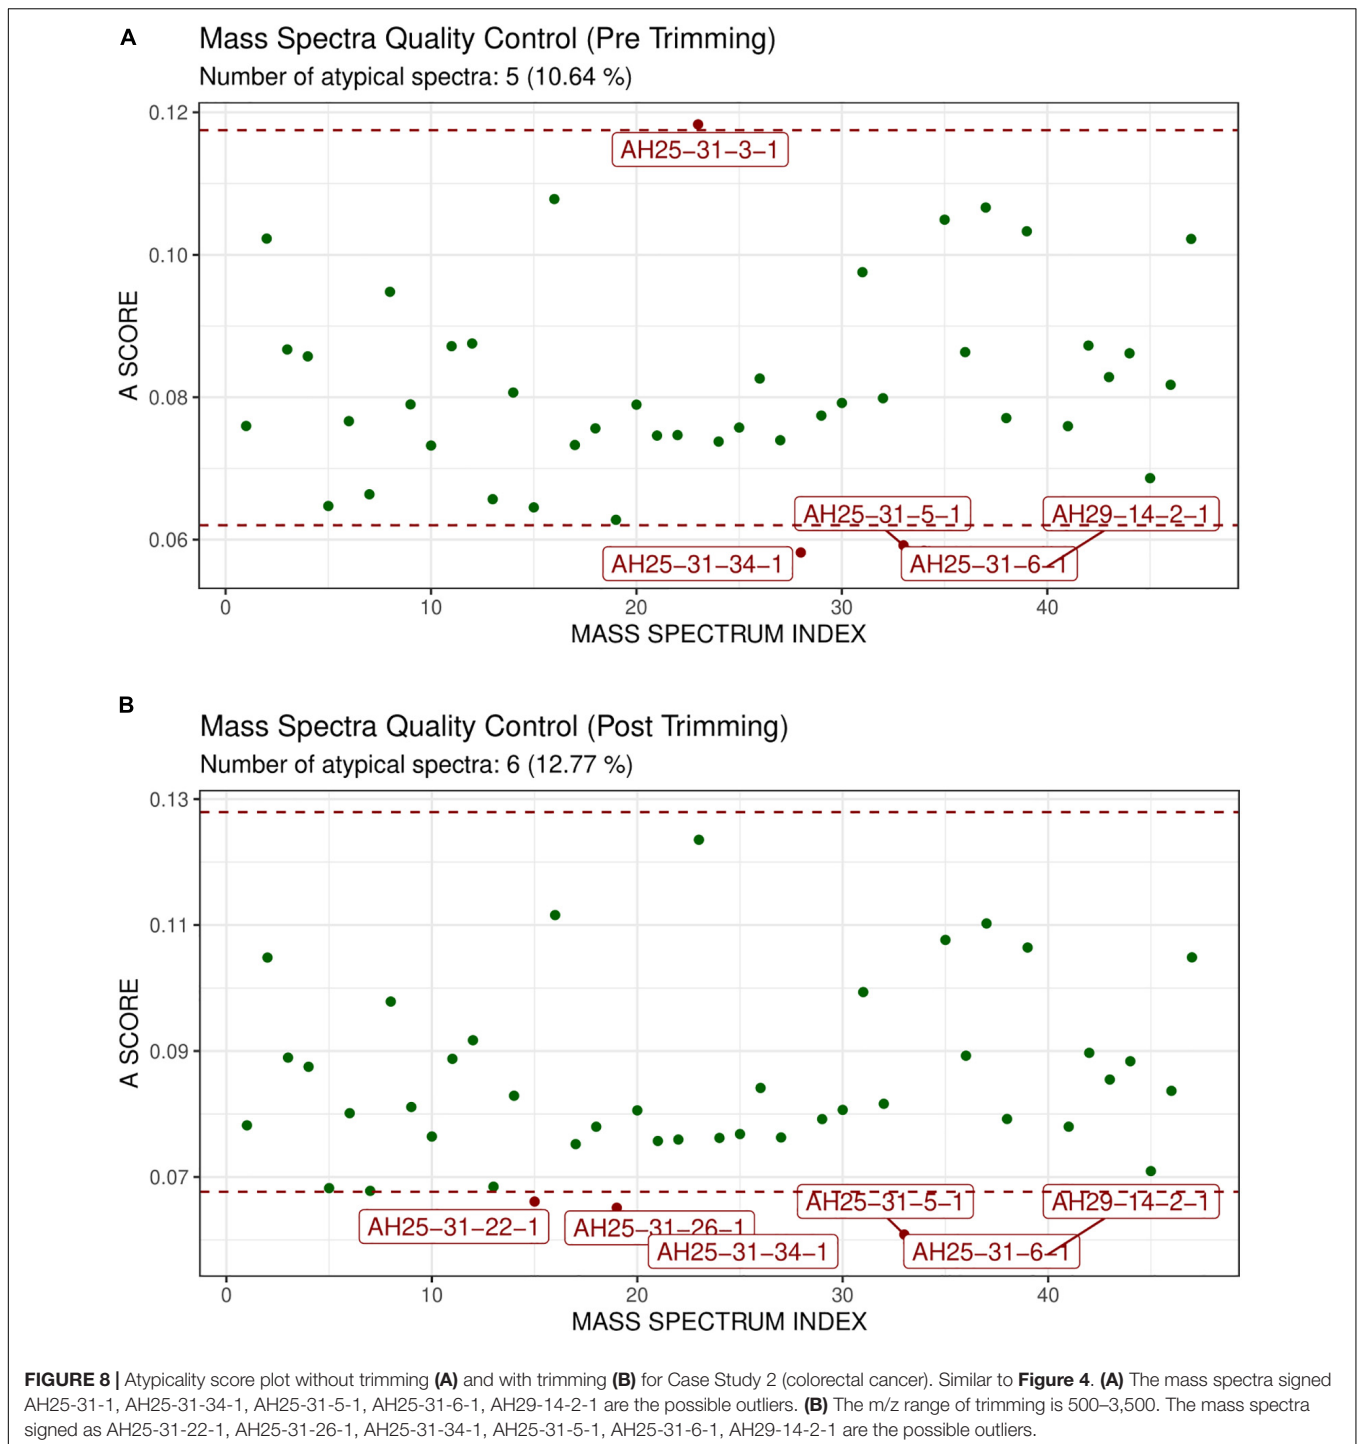 A
Mass Spectra Quality Control (Pre Trimming)
Number of atypical spectra: 5 (10.64 %)
0.12
0.10
0.08
0.06
A SCORE
AH25−31−3−1
AH25−31−5−1
AH29−14−2−1
AH25−31−34−1
AH25−31−6−1
0
10
20
30
40
MASS SPECTRUM INDEX
B
Mass Spectra Quality Control (Post Trimming)
Number of atypical spectra: 6 (12.77 %)
0.13
0.11
0.09
0.07
A SCORE
AH25−31−5−1
AH29−14−2−1
AH25−31−22−1
AH25−31−26−1
AH25−31−34−1
AH25−31−6−1
0
10
20
30
40
MASS SPECTRUM INDEX
FIGURE 8 | Atypicality score plot without trimming (A) and with trimming (B) for Case Study 2 (colorectal cancer). Similar to Figure 4. (A) The mass spectra signed
AH25-31-1, AH25-31-34-1, AH25-31-5-1, AH25-31-6-1, AH29-14-2-1 are the possible outliers. (B) The m/z range of trimming is 500–3,500. The mass spectra
signed as AH25-31-22-1, AH25-31-26-1, AH25-31-34-1, AH25-31-5-1, AH25-31-6-1, AH29-14-2-1 are the possible outliers.